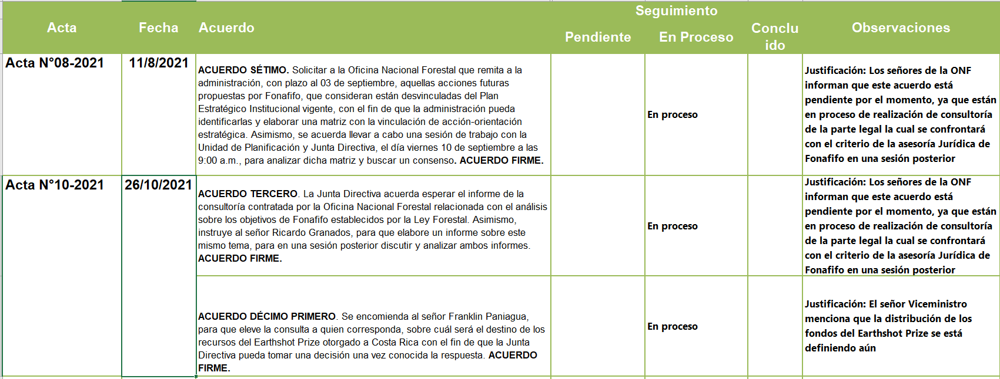 Acta
Fecha
Acuerdo
Seguimiento
Pendiente
En Proceso
Conclu
ido
Observaciones
Acta N°08-2021
11/8/2021
ACUERDO SÉTIMO. Solicitar a la Oficina Nacional Forestal que remita a la
administración, con plazo al 03 de septiembre, aquellas acciones futuras
propuestas por Fonafifo, que consideran están desvinculadas del Plan
Estratégico Institucional vigente, con el fin de que la administración pueda
identificarlas y elaborar una matriz con la vinculación de acción-orientación
estratégica. Asimismo, se acuerda llevar a cabo una sesión de trabajo con la
Unidad de Planificación y Junta Directiva, el día viernes 10 de septiembre a las
9:00 a.m., para analizar dicha matriz y buscar un consenso. ACUERDO FIRME.
En proceso
Justificación: Los señores de la ONF
informan que este acuerdo está
pendiente por el momento, ya que están
en proceso de realización de consultoría
de la parte legal la cual se confrontará
con el criterio de la asesoría Jurídica de
Fonafifo en una sesión posterior
Acta N°10-2021
26/10/2021
ACUERDO TERCERO. La Junta Directiva acuerda esperar el informe de la
consultoría contratada por la Oficina Nacional Forestal relacionada con el análisis
sobre los objetivos de Fonafifo establecidos por la Ley Forestal. Asimismo,
instruye al señor Ricardo Granados, para que elabore un informe sobre este
mismo tema, para en una sesión posterior discutir y analizar ambos informes.
ACUERDO FIRME.
En proceso
Justificación: Los señores de la ONF
informan que este acuerdo está
pendiente por el momento, ya que están
en proceso de realización de consultoría
de la parte legal la cual se confrontará
con el criterio de la asesoría Jurídica de
Fonafifo en una sesión posterior
ACUERDO DÉCIMO PRIMERO. Se encomienda al señor Franklin Paniagua,
para que eleve la consulta a quien corresponda, sobre cuál será el destino de los
recursos del Earthshot Prize otorgado a Costa Rica con el fin de que la Junta
Directiva pueda tomar una decisión una vez conocida la respuesta. ACUERDO
FIRME.
En proceso
Justificación: El señor Viceministro
menciona que la distribución de los
fondos del Earthshot Prize se está
definiendo aún